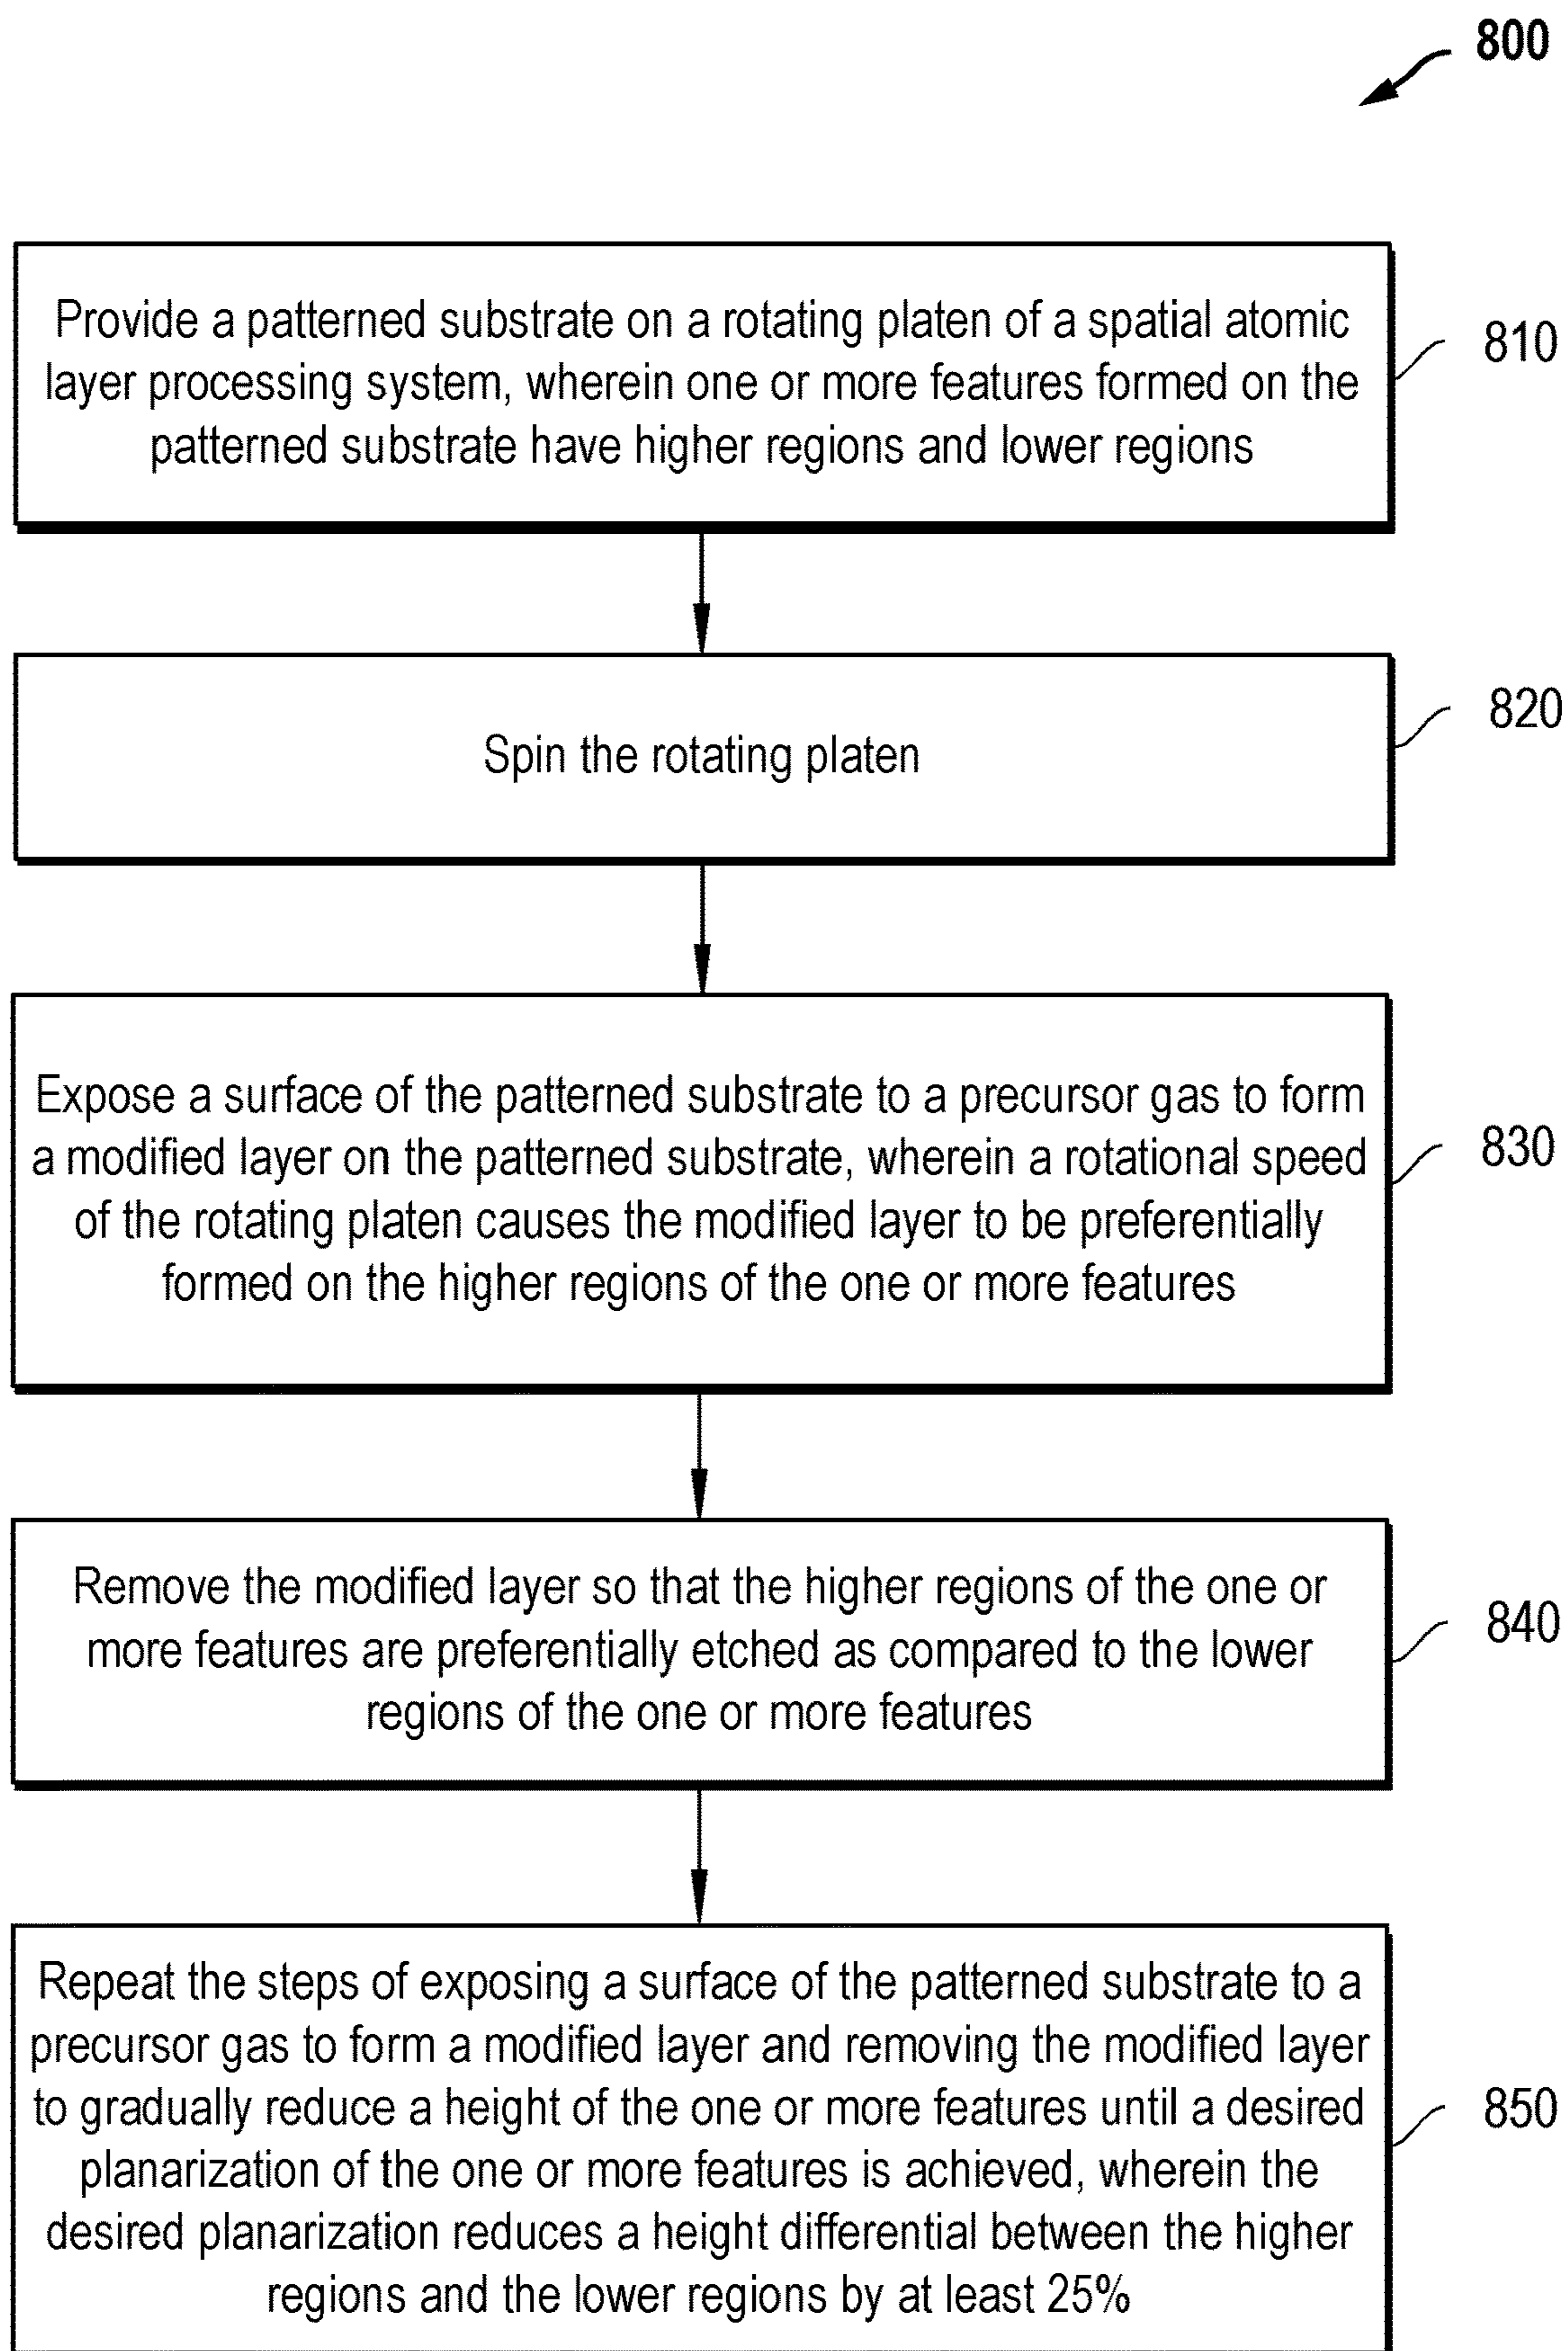 800
Provide a patterned substrate on a rotating platen of a spatial atomic
layer processing system, wherein one or more features formed on the
patterned substrate have higher regions and lower regions
810
Spin the rotating platen
820
Expose a surface of the patterned substrate to a precursor gas to form
a modified layer on the patterned substrate, wherein a rotational speed
of the rotating platen causes the modified layer to be preferentially
formed on the higher regions of the one or more features
830
Remove the modified layer so that the higher regions of the one or
more features are preferentially etched as compared to the lower
regions of the one or more features
840
Repeat the steps of exposing a surface of the patterned substrate to a
precursor gas to form a modified layer and removing the modified layer
to gradually reduce a height of the one or more features until a desired
planarization of the one or more features is achieved, wherein the
desired planarization reduces a height differential between the higher
regions and the lower regions by at least 25%
850